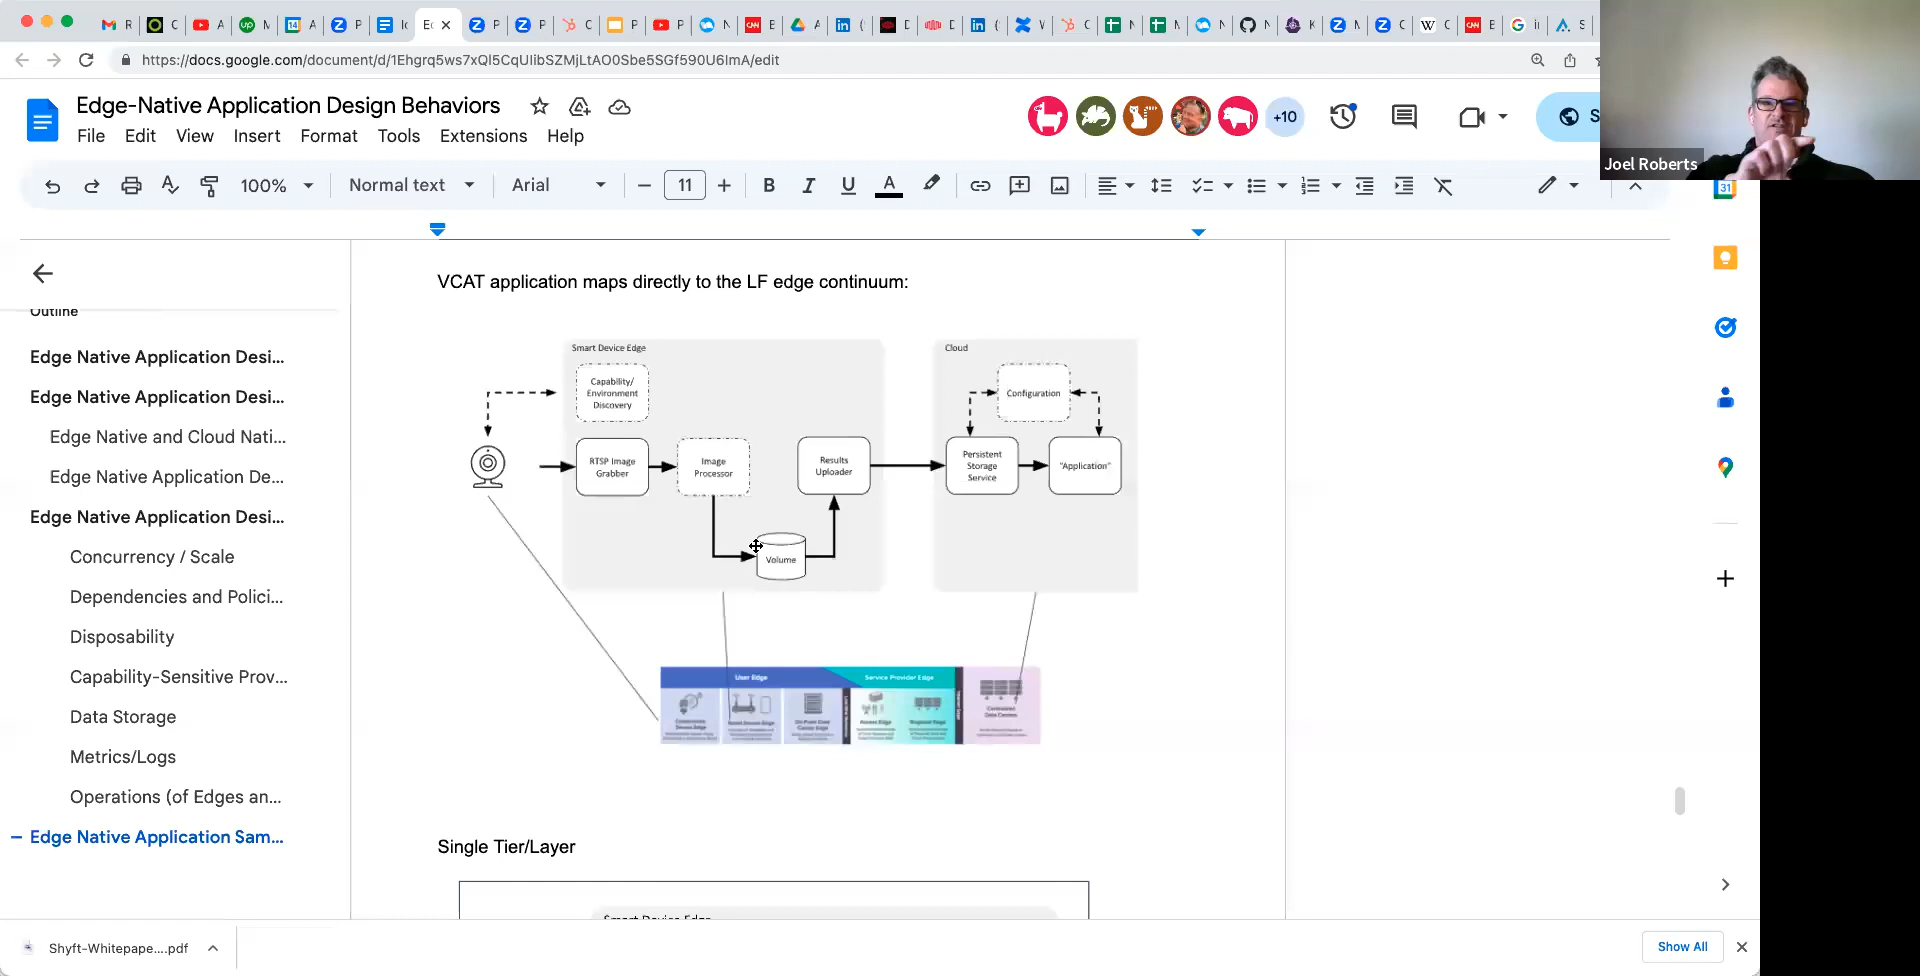 https://docs.google.com/document/d/1Ehgrq5ws7xQl5CqUlibSZMjLtAO0Sbe5SGf590U6lmA/edit
Edge-Native Application Design Behaviors
File Edit View Insert Format Tools Extensions Help
+10
Joel Roberts
100% Normal text Arial 11
31
Outline
Edge Native Application Desi...
Edge Native Application Desi...
Edge Native and Cloud Nati...
Edge Native Application De...
Edge Native Application Desi...
Concurrency / Scale
Dependencies and Polici...
Disposability
Capability-Sensitive Prov...
Data Storage
Metrics/Logs
Operations (of Edges an...
Edge Native Application Sam...
VCAT application maps directly to the LF edge continuum:
Smart Device Edge
Capability/
Environment
Discovery
RTSP Image
Grabber
Image
Processor
Results
Uploader
Volume
Cloud
Configuration
Persistent
Storage
Service
"Application"
User Edge
Service Provider Edge
Single Tier/Layer
Smart Device Edge
Shyft-Whitepape....pdf
Show All